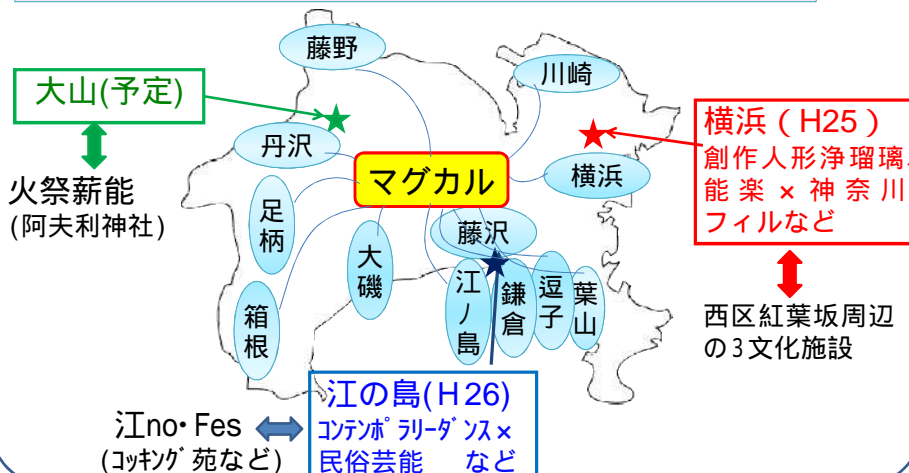 藤野
川崎
大山(予定)
横浜（H25）
創作人形浄瑠璃、
能楽×神奈川
フィルなど
丹沢
マグカル
横浜
火祭薪能
(阿夫利神社)
足柄
大磯
藤沢
江ノ島
鎌倉
逗子
葉山
箱根
西区紅葉坂周辺
の3文化施設
江の島(H26)
コンテンポラリーダンス×
民俗芸能　など
江no･Fes
(コッキング苑など)